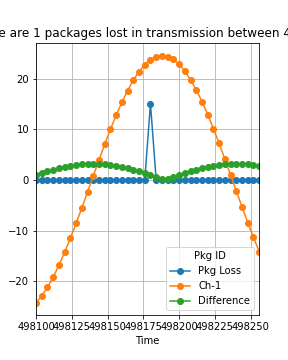 e are 1 packages lost in transmission between 4
20
10
0
−10
−20
498100 498125 498150 498175 498200 498225 498250
Time
Pkg ID
Pkg Loss
Ch-1
Difference